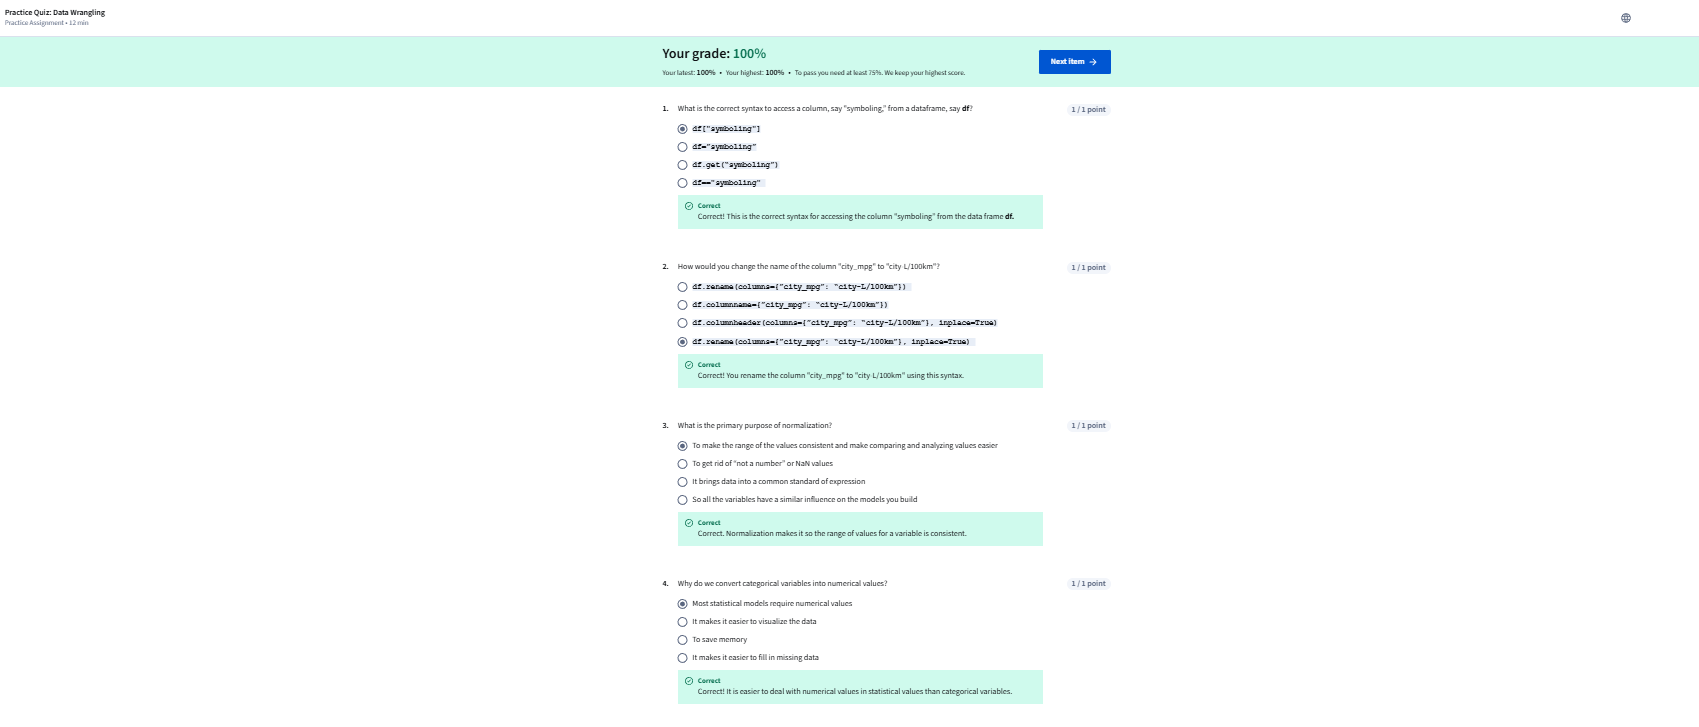 Practice Quiz: Data Wrangling
Practice Assignment • 12 min
Your grade: 100%
Next item →
Your latest: 100% • Your highest: 100% • To pass you need at least 75%. We keep your highest score.
1. What is the correct syntax to access a column, say “symboling,” from a dataframe, say df?
1 / 1 point
df["symboling"]
df="symboling"
df.get("symboling")
df=="symboling"
Correct
Correct! This is the correct syntax for accessing the column "symboling" from the data frame df.
2. How would you change the name of the column "city_mpg" to "city-L/100km"?
1 / 1 point
df.rename(columns={”city_mpg": “city-L/100km"})
df.columnname={”city_mpg": “city-L/100km"})
df.columnheader(columns={”city_mpg": “city-L/100km"}, inplace=True)
df.rename(columns={”city_mpg": “city-L/100km"}, inplace=True)
Correct
Correct! You rename the column "city_mpg" to "city-L/100km" using this syntax.
3. What is the primary purpose of normalization?
1 / 1 point
To make the range of the values consistent and make comparing and analyzing values easier
To get rid of “not a number” or NaN values
It brings data into a common standard of expression
So all the variables have a similar influence on the models you build
Correct
Correct. Normalization makes it so the range of values for a variable is consistent.
4. Why do we convert categorical variables into numerical values?
1 / 1 point
Most statistical models require numerical values
It makes it easier to visualize the data
To save memory
It makes it easier to fill in missing data
Correct
Correct! It is easier to deal with numerical values in statistical values than categorical variables.